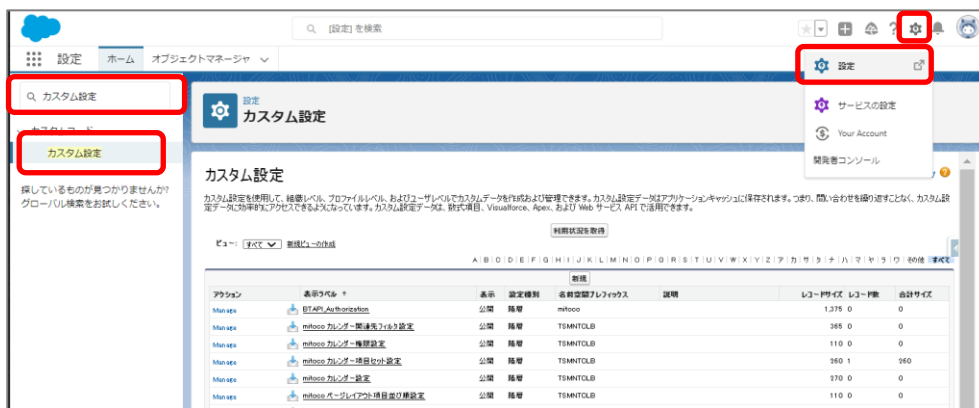 [設定] を検索
設定
ホーム
オブジェクトマネージャ
設定
サービスの設定
Your Account
開発者コンソール
カスタム設定
カスタムコード
カスタム設定
探しているものが見つかりませんか?
グローバル検索をお試しください。
設定
カスタム設定
カスタム設定
カスタム設定を使用して、組織レベル、プロファイルレベル、およびユーザレベルでカスタムデータを作成および管理できます。カスタム設定データはアプリケーションキャッシュに保存されます。つまり、問い合わせを繰り返すことなく、カスタム設
定データに効率的にアクセスできるようになっています。カスタム設定データは、数式項目、Visualforce、Apex、および Web サービス API で活用できます。
利用状況を取得
ビュー: すべて 新規ビューの作成
A | B | C | D | E | F | G | H | I | J | K | L | M | N | O | P | Q | R | S | T | U | V | W | X | Y | Z | ア | カ | サ | タ | ナ | ハ | マ | ヤ | ラ | ワ | その他 すべて
新規
アクション 表示ラベル ↑ 表示 設定種別 名前空間プレフィックス 説明 レコードサイズ レコード数 合計サイズ
Manage BTAPI_Authorization 公開 階層 mitoco 1,375 0 0
Manage mitoco カレンダー関連先フィルタ設定 公開 階層 TSMNTCLB 365 0 0
Manage mitoco カレンダー権限設定 公開 階層 TSMNTCLB 110 0 0
Manage mitoco カレンダー項目セット設定 公開 階層 TSMNTCLB 260 1 260
Manage mitoco カレンダー設定 公開 階層 TSMNTCLB 270 0 0
Manage mitoco ページレイアウト項目並び順設定 公開 階層 TSMNTCLB 110 0 0